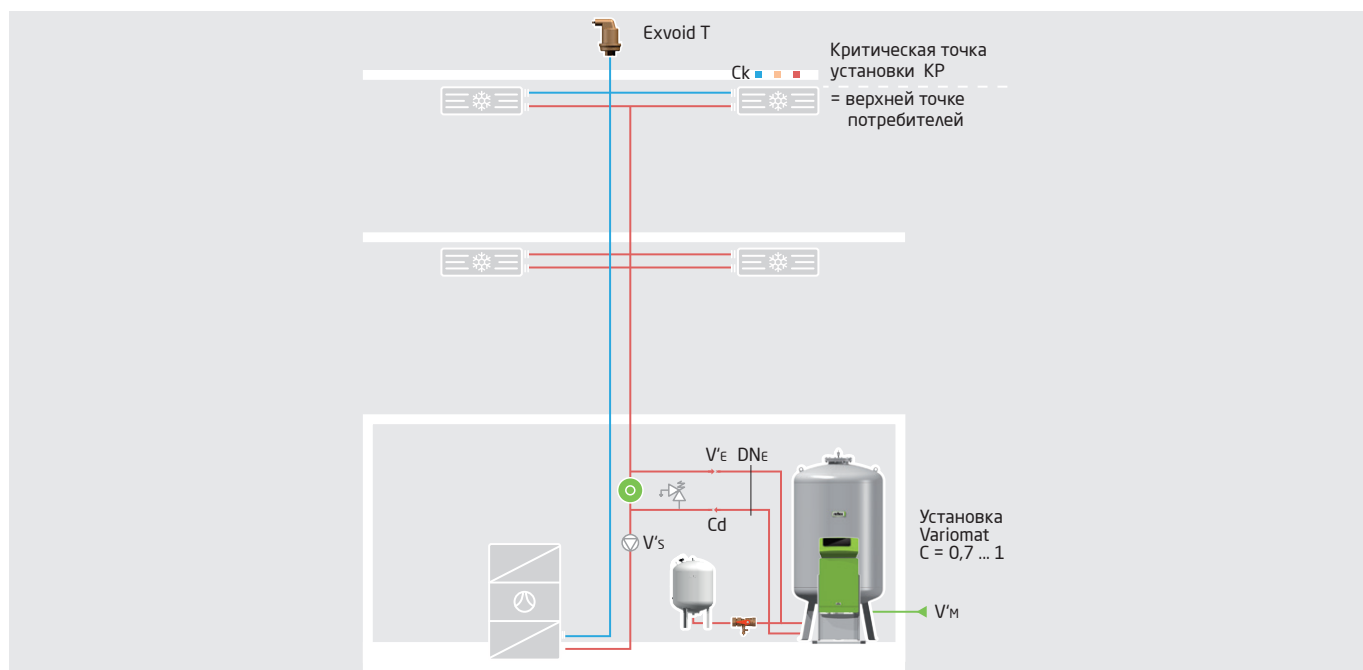 Exvoid T
Критическая точка
установки КР
Ck
= верхней точке
потребителей
V'E DNE
Cd
V's
Установка
Variomat
C = 0,7 ... 1
V'M